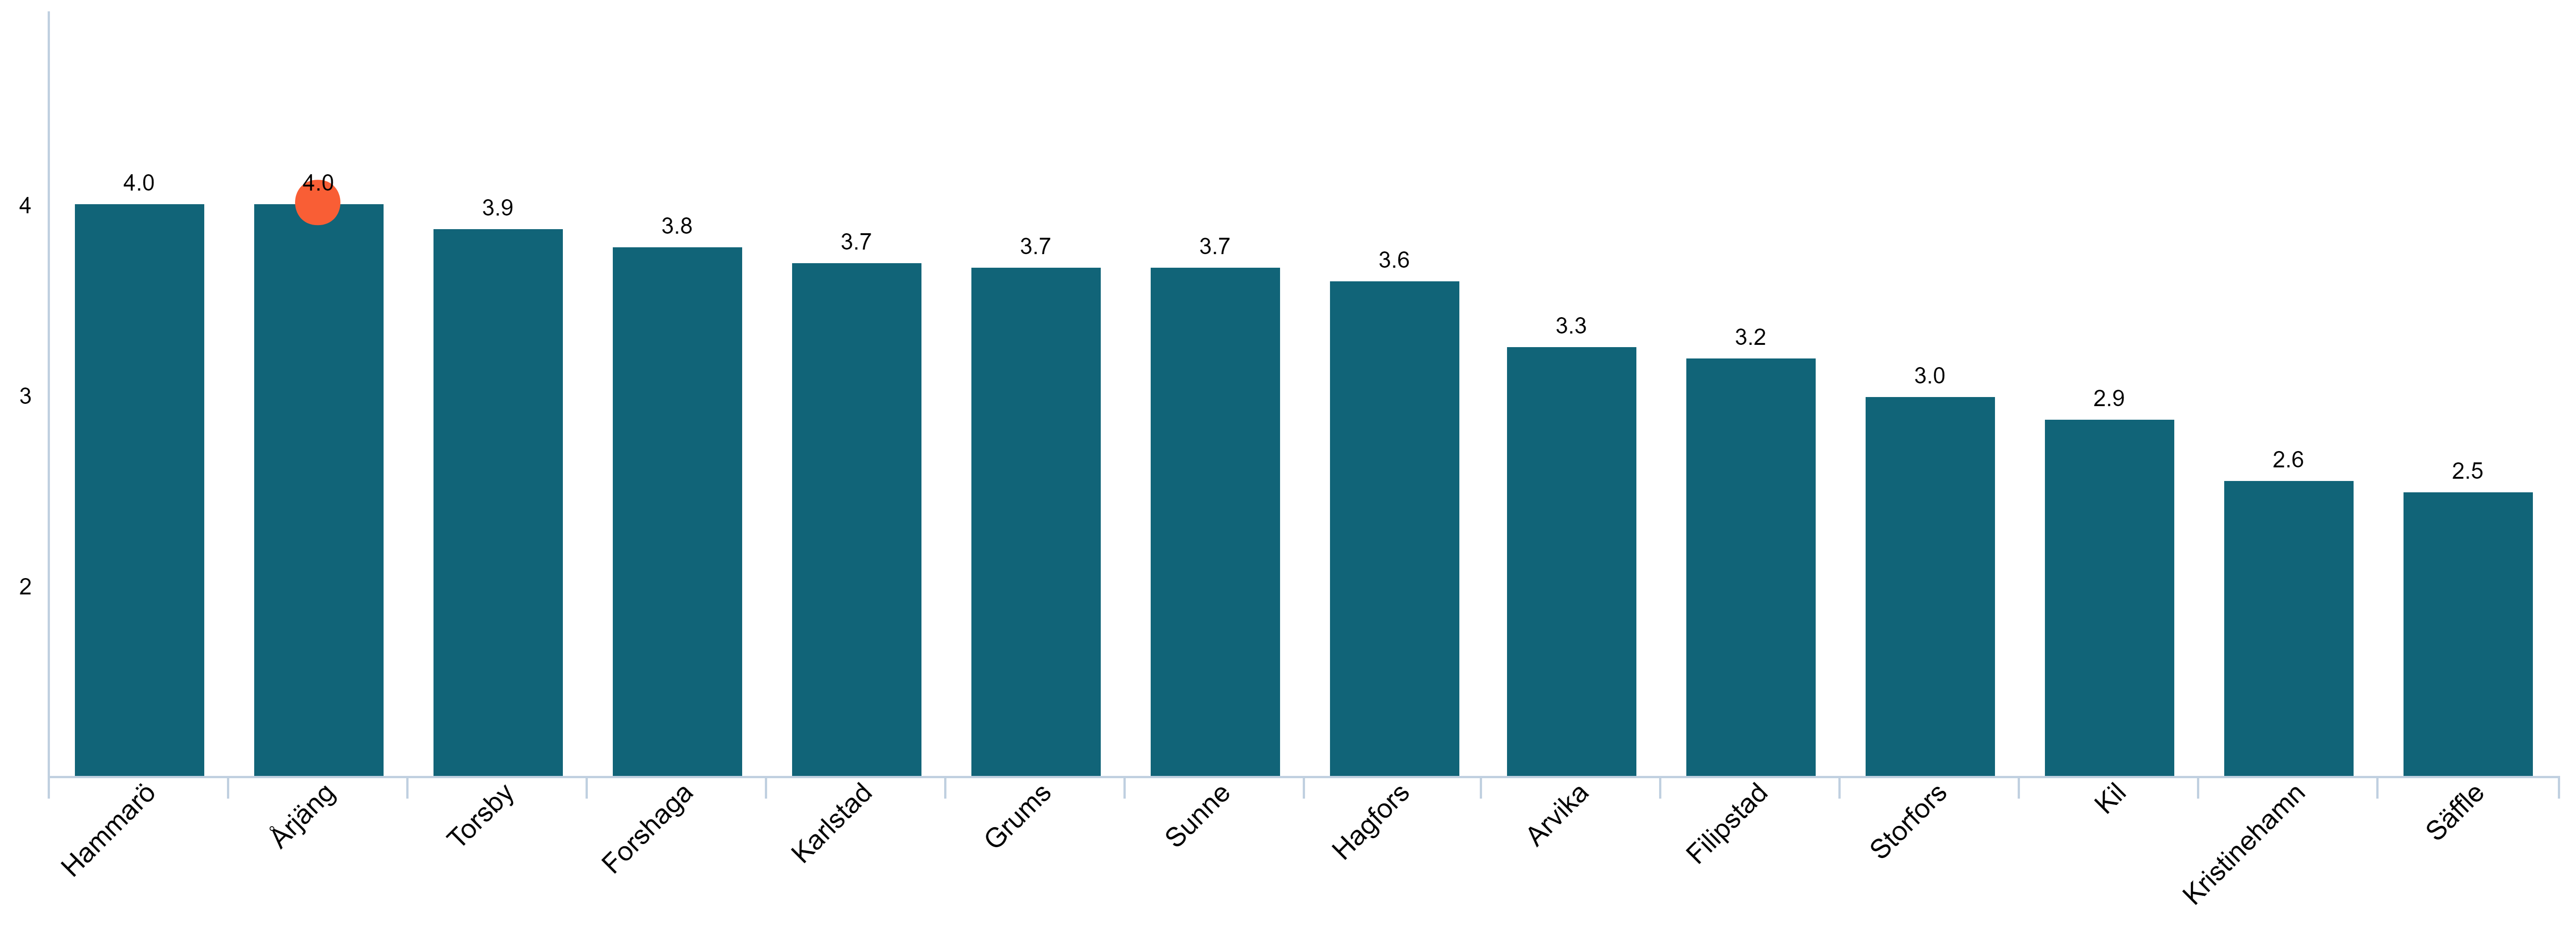 4.0 4.0 3.9 3.8 3.7 3.7 3.7 3.6 3.3 3.2 3.0 2.9 2.6 2.5
4
3
2
Hammarö Årjäng Torsby Forshaga Karlstad Grums Sunne Hagfors Arvika Filipstad Storfors Kil Kristinehamn Säffle